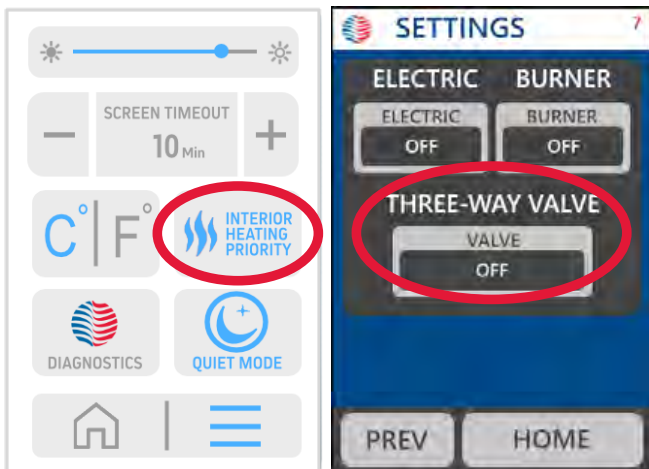 SCREEN TIMEOUT
− 10 Min +
C° | F°
INTERIOR
HEATING
PRIORITY
DIAGNOSTICS
QUIET MODE
SETTINGS 7
ELECTRIC BURNER
ELECTRIC BURNER
OFF OFF
THREE-WAY VALVE
VALVE
OFF
PREV HOME